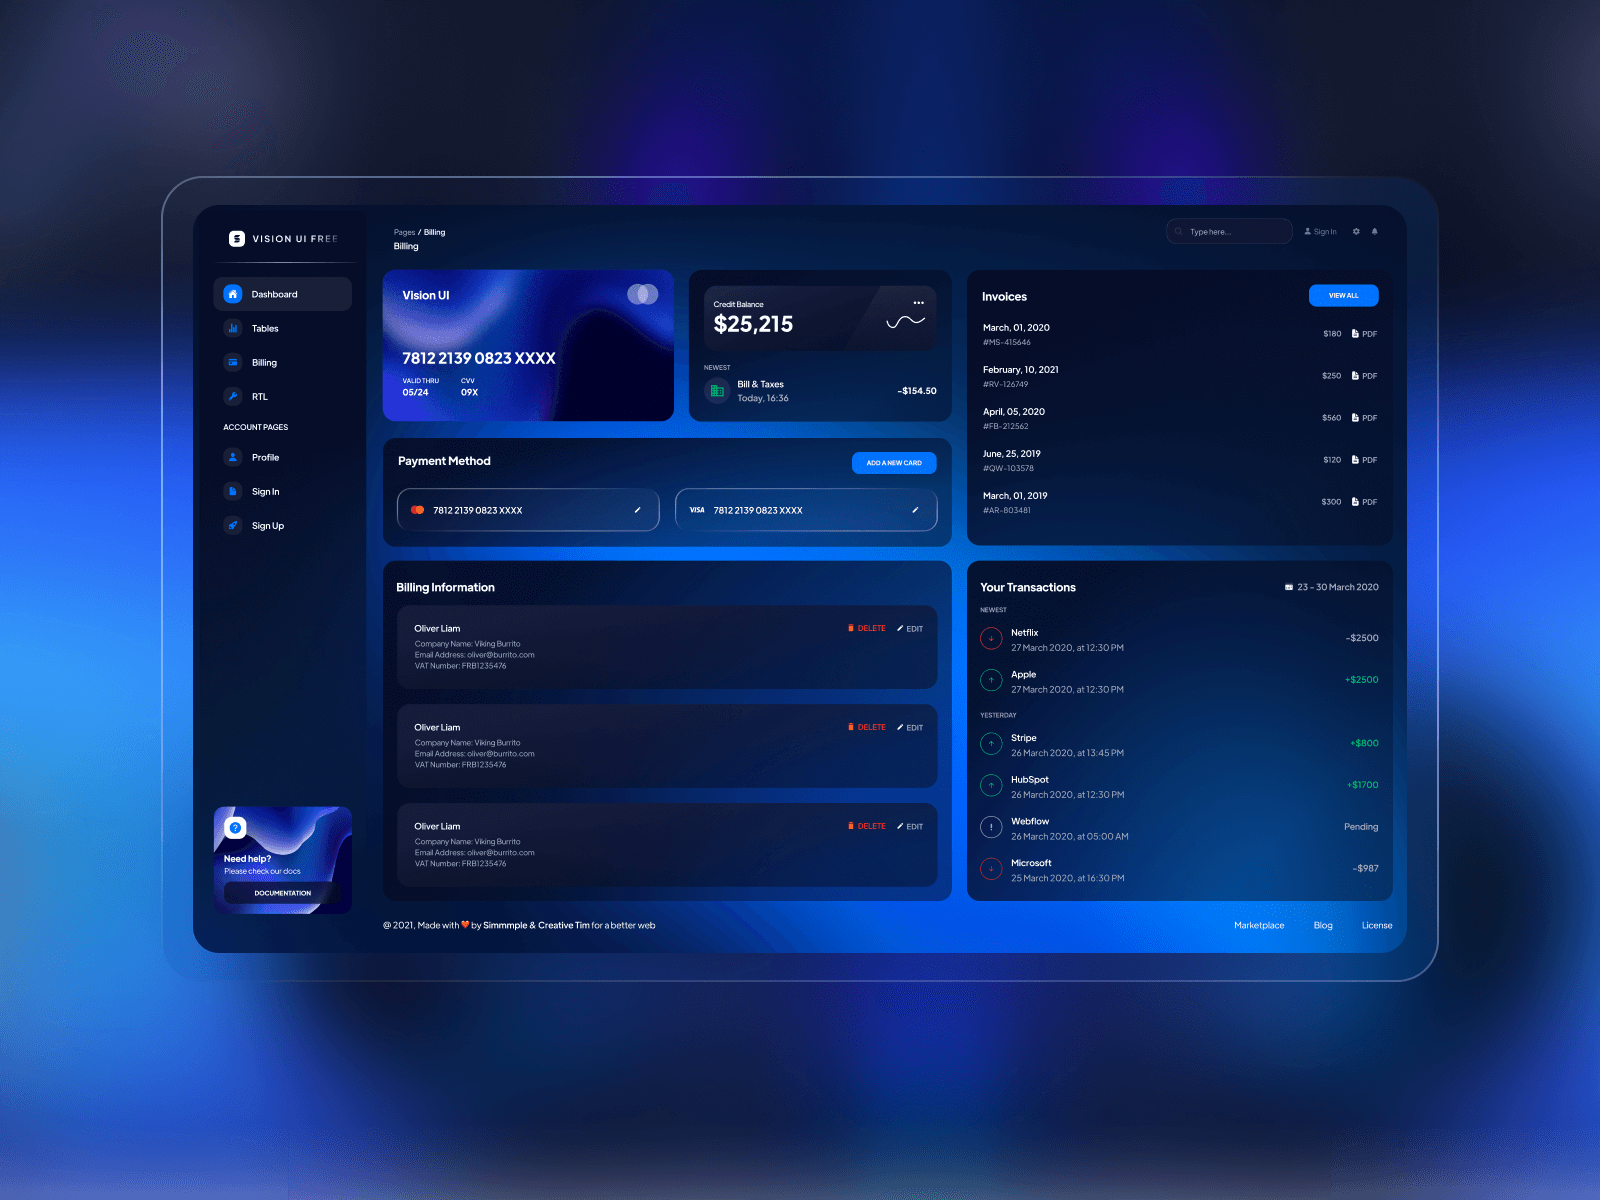 VISION UI FREE
Dashboard
Tables
Billing
RTL
ACCOUNT PAGES
Profile
Sign In
Sign Up
Need help?
Please check our docs
DOCUMENTATION
Pages / Billing
Billing
Type here...
Sign In
Vision UI
7812 2139 0823 XXXX
VALID THRU CVV
05/24 09X
Credit Balance
$25,215
NEWEST
Bill & Taxes
Today, 16:36
-$154.50
Invoices
VIEW ALL
March, 01, 2020
#MS-415646
$180 PDF
February, 10, 2021
#RV-126749
$250 PDF
April, 05, 2020
#FB-212562
$560 PDF
June, 25, 2019
#QW-103578
$120 PDF
March, 01, 2019
#AR-803481
$300 PDF
Payment Method
ADD A NEW CARD
7812 2139 0823 XXXX
VISA 7812 2139 0823 XXXX
Billing Information
Oliver Liam
DELETE EDIT
Company Name: Viking Burrito
Email Address: oliver@burrito.com
VAT Number: FRB1235476
Oliver Liam
DELETE EDIT
Company Name: Viking Burrito
Email Address: oliver@burrito.com
VAT Number: FRB1235476
Oliver Liam
DELETE EDIT
Company Name: Viking Burrito
Email Address: oliver@burrito.com
VAT Number: FRB1235476
Your Transactions
23 - 30 March 2020
NEWEST
Netflix
27 March 2020, at 12:30 PM
-$2500
Apple
27 March 2020, at 12:30 PM
+$2500
YESTERDAY
Stripe
26 March 2020, at 13:45 PM
+$800
HubSpot
26 March 2020, at 12:30 PM
+$1700
Webflow
26 March 2020, at 05:00 AM
Pending
Microsoft
25 March 2020, at 16:30 PM
-$987
@ 2021, Made with ❤️ by Simmmple & Creative Tim for a better web
Marketplace Blog License